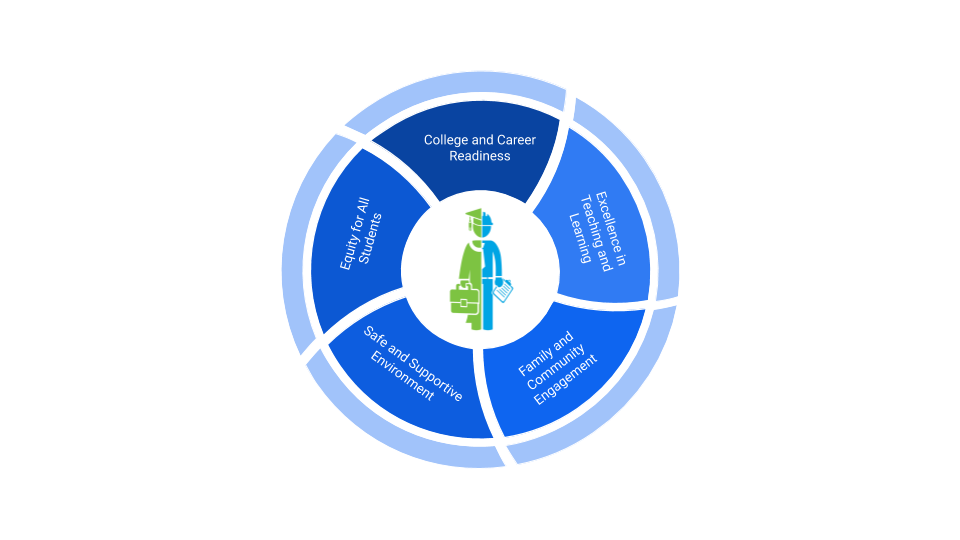 College and Career
Readiness
Excellence in
Teaching and
Learning
Family and
Community
Engagement
Safe and Supportive
Environment
Equity for All
Students